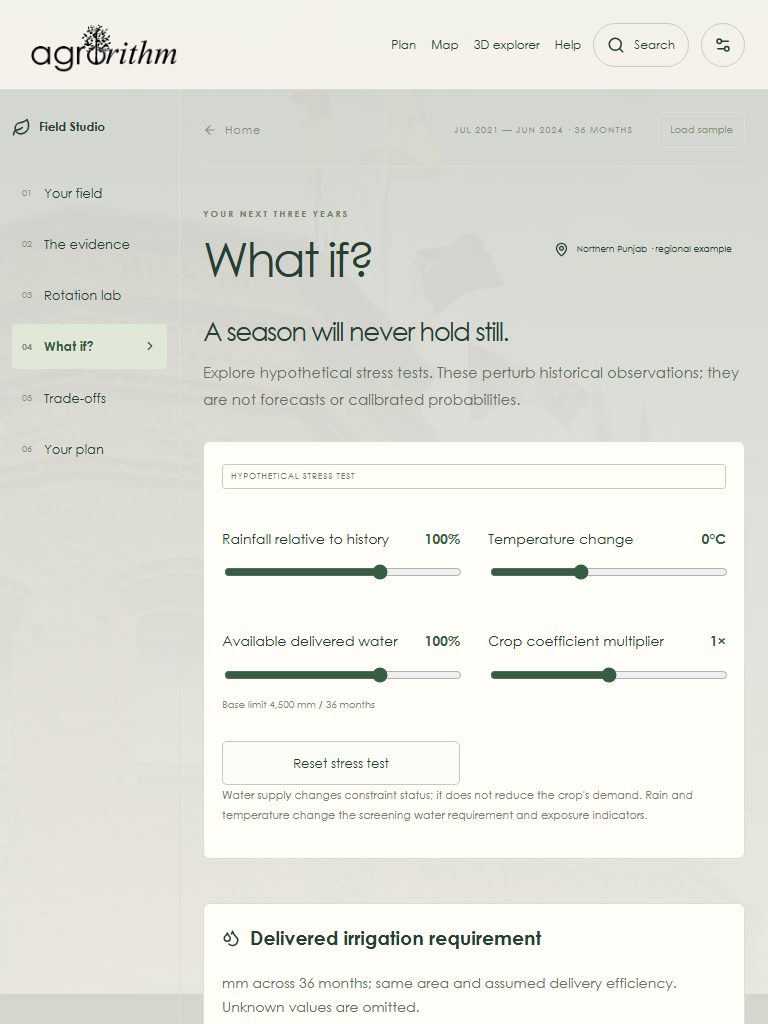 agrorithm
Plan Map 3D explorer Help Search
Field Studio
01 Your field
02 The evidence
03 Rotation lab
04 What if?
05 Trade-offs
06 Your plan
Home
JUL 2021 — JUN 2024 · 36 MONTHS
Load sample
YOUR NEXT THREE YEARS
What if?
Northern Punjab · regional example
A season will never hold still.
Explore hypothetical stress tests. These perturb historical observations; they
are not forecasts or calibrated probabilities.
HYPOTHETICAL STRESS TEST
Rainfall relative to history 100%
Temperature change 0°C
Available delivered water 100%
Crop coefficient multiplier 1×
Base limit 4,500 mm / 36 months
Reset stress test
Water supply changes constraint status; it does not reduce the crop's demand. Rain and
temperature change the screening water requirement and exposure indicators.
Delivered irrigation requirement
mm across 36 months; same area and assumed delivery efficiency.
Unknown values are omitted.